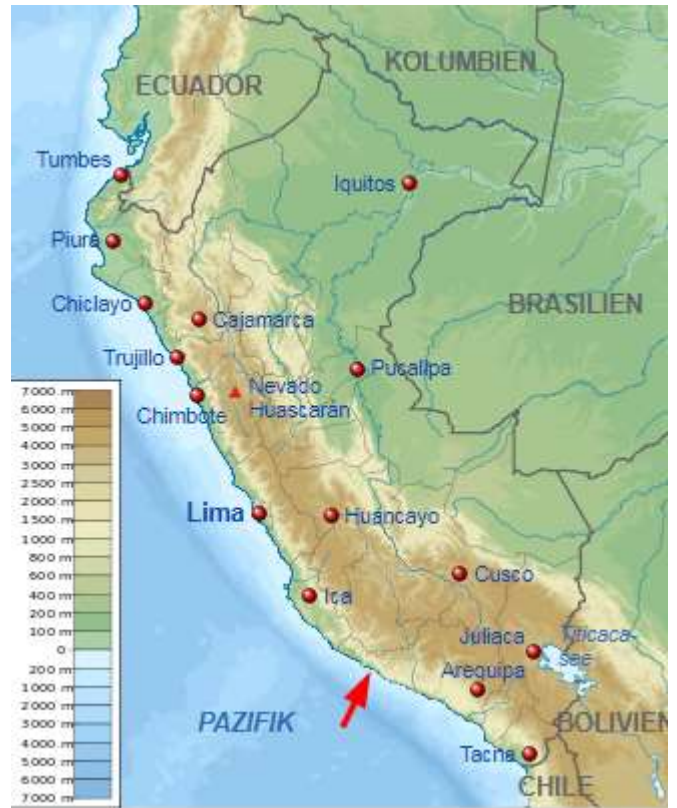 KOLUMBIEN
ECUADOR
Tumbes
Iquitos
Piura
Chiclayo
Cajamarca
BRASILIEN
Trujillo
Pucallpa
Nevado
Huascarán
Chimbote
Lima
Huancayo
Cusco
Ica
Juliaca
Titicaca-
see
Arequipa
PAZIFIK
BOLIVIEN
Tacna
CHILE
7000 m
6000 m
5000 m
4000 m
3000 m
2500 m
2000 m
1500 m
1000 m
800 m
600 m
400 m
200 m
100 m
0
200 m
1000 m
2000 m
3000 m
4000 m
5000 m
6000 m
7000 m